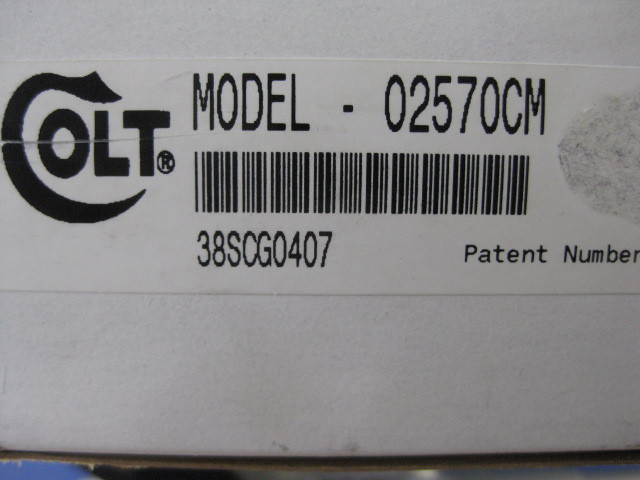 COLT®
MODEL - 02570CM
38SCG0407
Patent Number